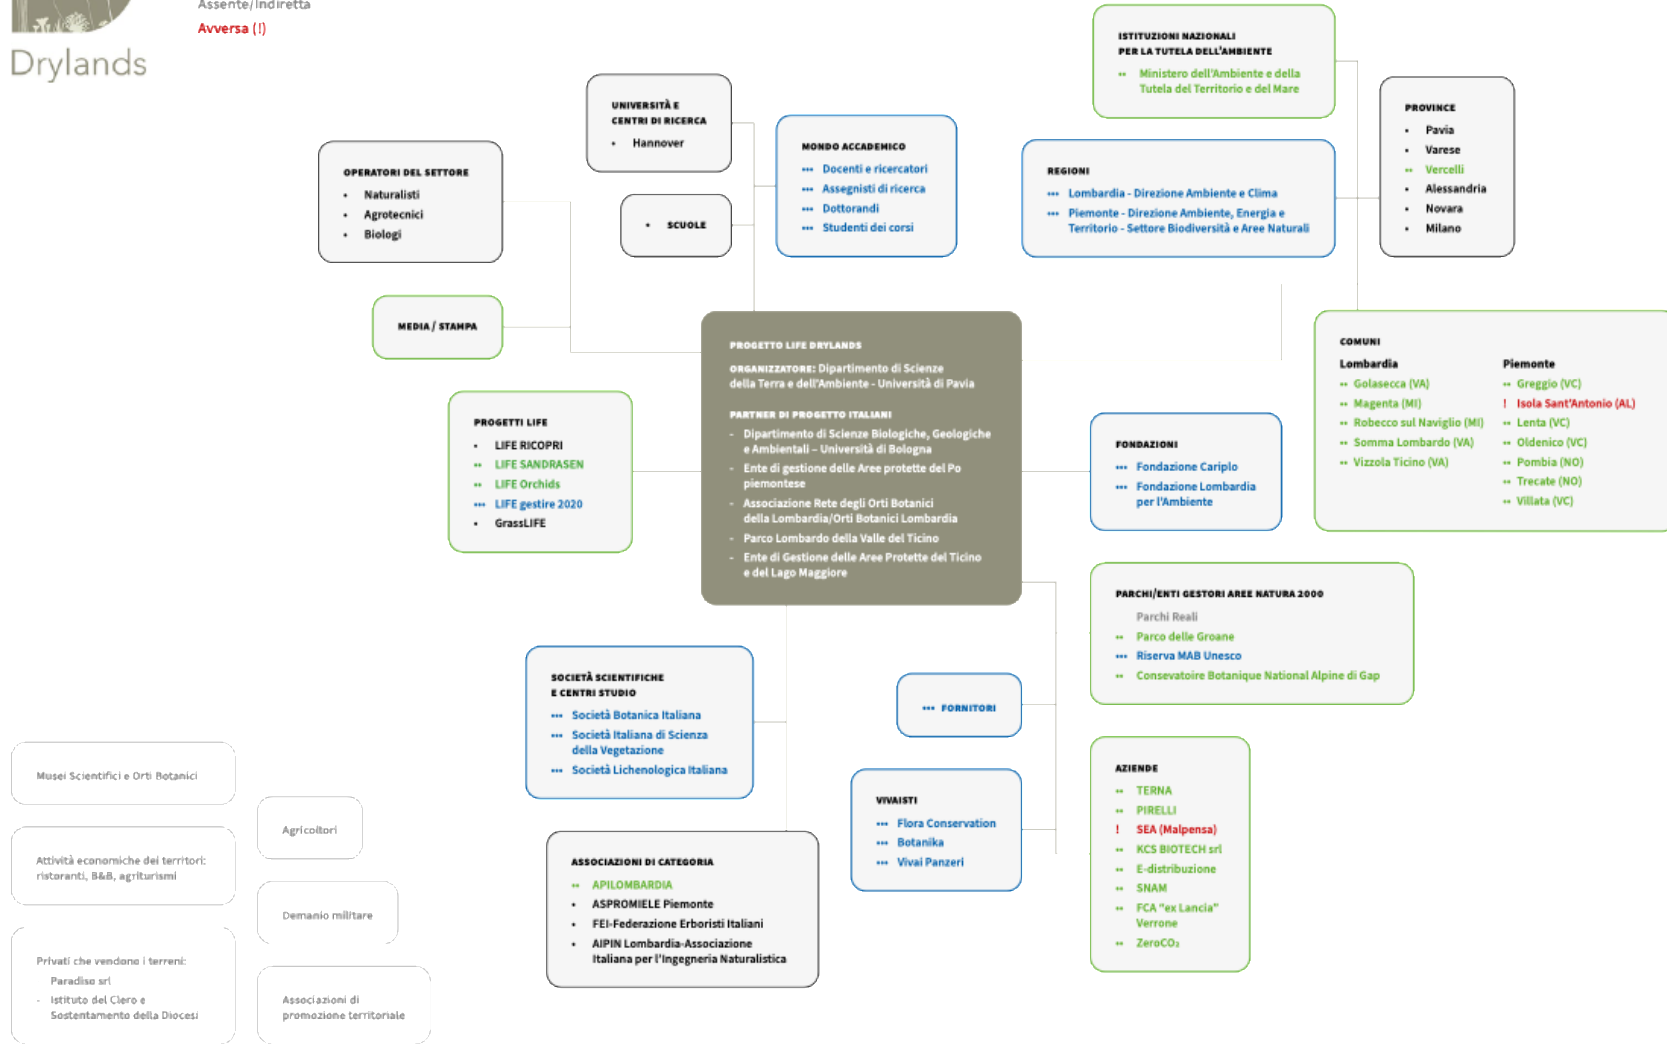 Assente/Indiretta
Avversa (!)
Drylands
ISTITUZIONI NAZIONALI
PER LA TUTELA DELL'AMBIENTE
•• Ministero dell'Ambiente e della
Tutela del Territorio e del Mare
UNIVERSITÀ E
CENTRI DI RICERCA
• Hannover
PROVINCE
• Pavia
• Varese
•• Vercelli
• Alessandria
• Novara
• Milano
MONDO ACCADEMICO
••• Docenti e ricercatori
••• Assegnisti di ricerca
••• Dottorandi
••• Studenti dei corsi
OPERATORI DEL SETTORE
• Naturalisti
• Agrotecnici
• Biologi
REGIONI
••• Lombardia - Direzione Ambiente e Clima
••• Piemonte - Direzione Ambiente, Energia e
Territorio - Settore Biodiversità e Aree Naturali
• SCUOLE
MEDIA / STAMPA
PROGETTO LIFE DRYLANDS
ORGANIZZATORE: Dipartimento di Scienze
della Terra e dell'Ambiente - Università di Pavia
PARTNER DI PROGETTO ITALIANI
- Dipartimento di Scienze Biologiche, Geologiche
e Ambientali – Università di Bologna
- Ente di gestione delle Aree protette del Po
piemontese
- Associazione Rete degli Orti Botanici
della Lombardia/Orti Botanici Lombardia
- Parco Lombardo della Valle del Ticino
- Ente di Gestione delle Aree Protette del Ticino
e del Lago Maggiore
COMUNI
Lombardia
•• Golasecca (VA)
•• Magenta (MI)
•• Robecco sul Naviglio (MI)
•• Somma Lombardo (VA)
•• Vizzola Ticino (VA)
Piemonte
•• Greggio (VC)
! Isola Sant'Antonio (AL)
•• Lenta (VC)
•• Oldenico (VC)
•• Pombia (NO)
•• Trecate (NO)
•• Villata (VC)
PROGETTI LIFE
• LIFE RICOPRI
•• LIFE SANDRASEN
•• LIFE Orchids
••• LIFE gestire 2020
• GrassLIFE
FONDAZIONI
••• Fondazione Cariplo
••• Fondazione Lombardia
per l'Ambiente
PARCHI/ENTI GESTORI AREE NATURA 2000
Parchi Reali
•• Parco delle Groane
••• Riserva MAB Unesco
•• Consevatoire Botanique National Alpine di Gap
SOCIETÀ SCIENTIFICHE
E CENTRI STUDIO
••• Società Botanica Italiana
••• Società Italiana di Scienza
della Vegetazione
••• Società Lichenologica Italiana
••• FORNITORI
VIVAISTI
••• Flora Conservation
••• Botanika
••• Vivai Panzeri
AZIENDE
•• TERNA
•• PIRELLI
! SEA (Malpensa)
•• KCS BIOTECH srl
•• E-distribuzione
•• SNAM
•• FCA "ex Lancia"
Verrone
•• ZeroCO₂
ASSOCIAZIONI DI CATEGORIA
•• APILOMBARDIA
• ASPROMIELE Piemonte
• FEI-Federazione Erboristi Italiani
• AIPIN Lombardia-Associazione
Italiana per l'Ingegneria Naturalistica
Musei Scientifici e Orti Botanici
Agricoltori
Attività economiche dei territori:
ristoranti, B&B, agriturismi
Demanio militare
Privati che vendono i terreni:
Paradiso srl
- Istituto del Clero e
Sostentamento della Diocesi
Associazioni di
promozione territoriale